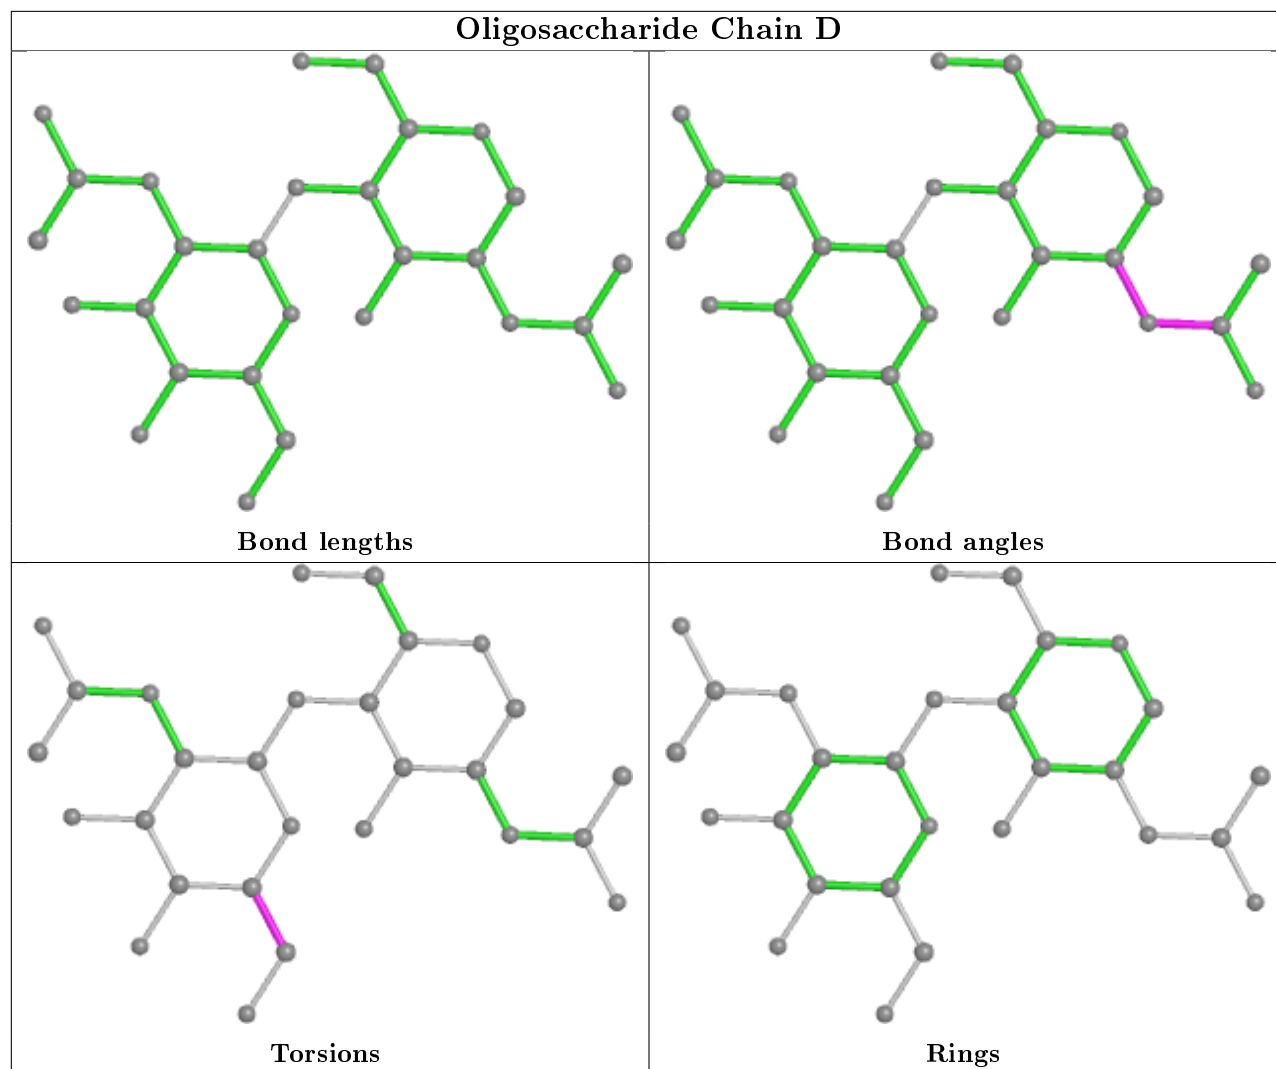 Oligosaccharide Chain D
Bond lengths
Bond angles
Torsions
Rings